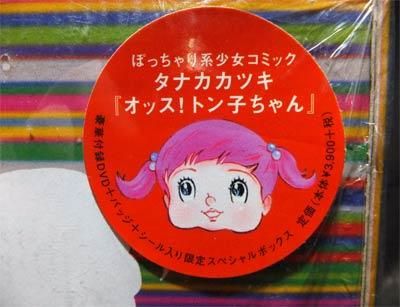 ぽっちゃり系少女コミック
タナカカツキ
『オッス!トン子ちゃん』
豪華付録DVD+バッジ+シール入り限定スペシャルボックス 定価(本体¥3,900+税)